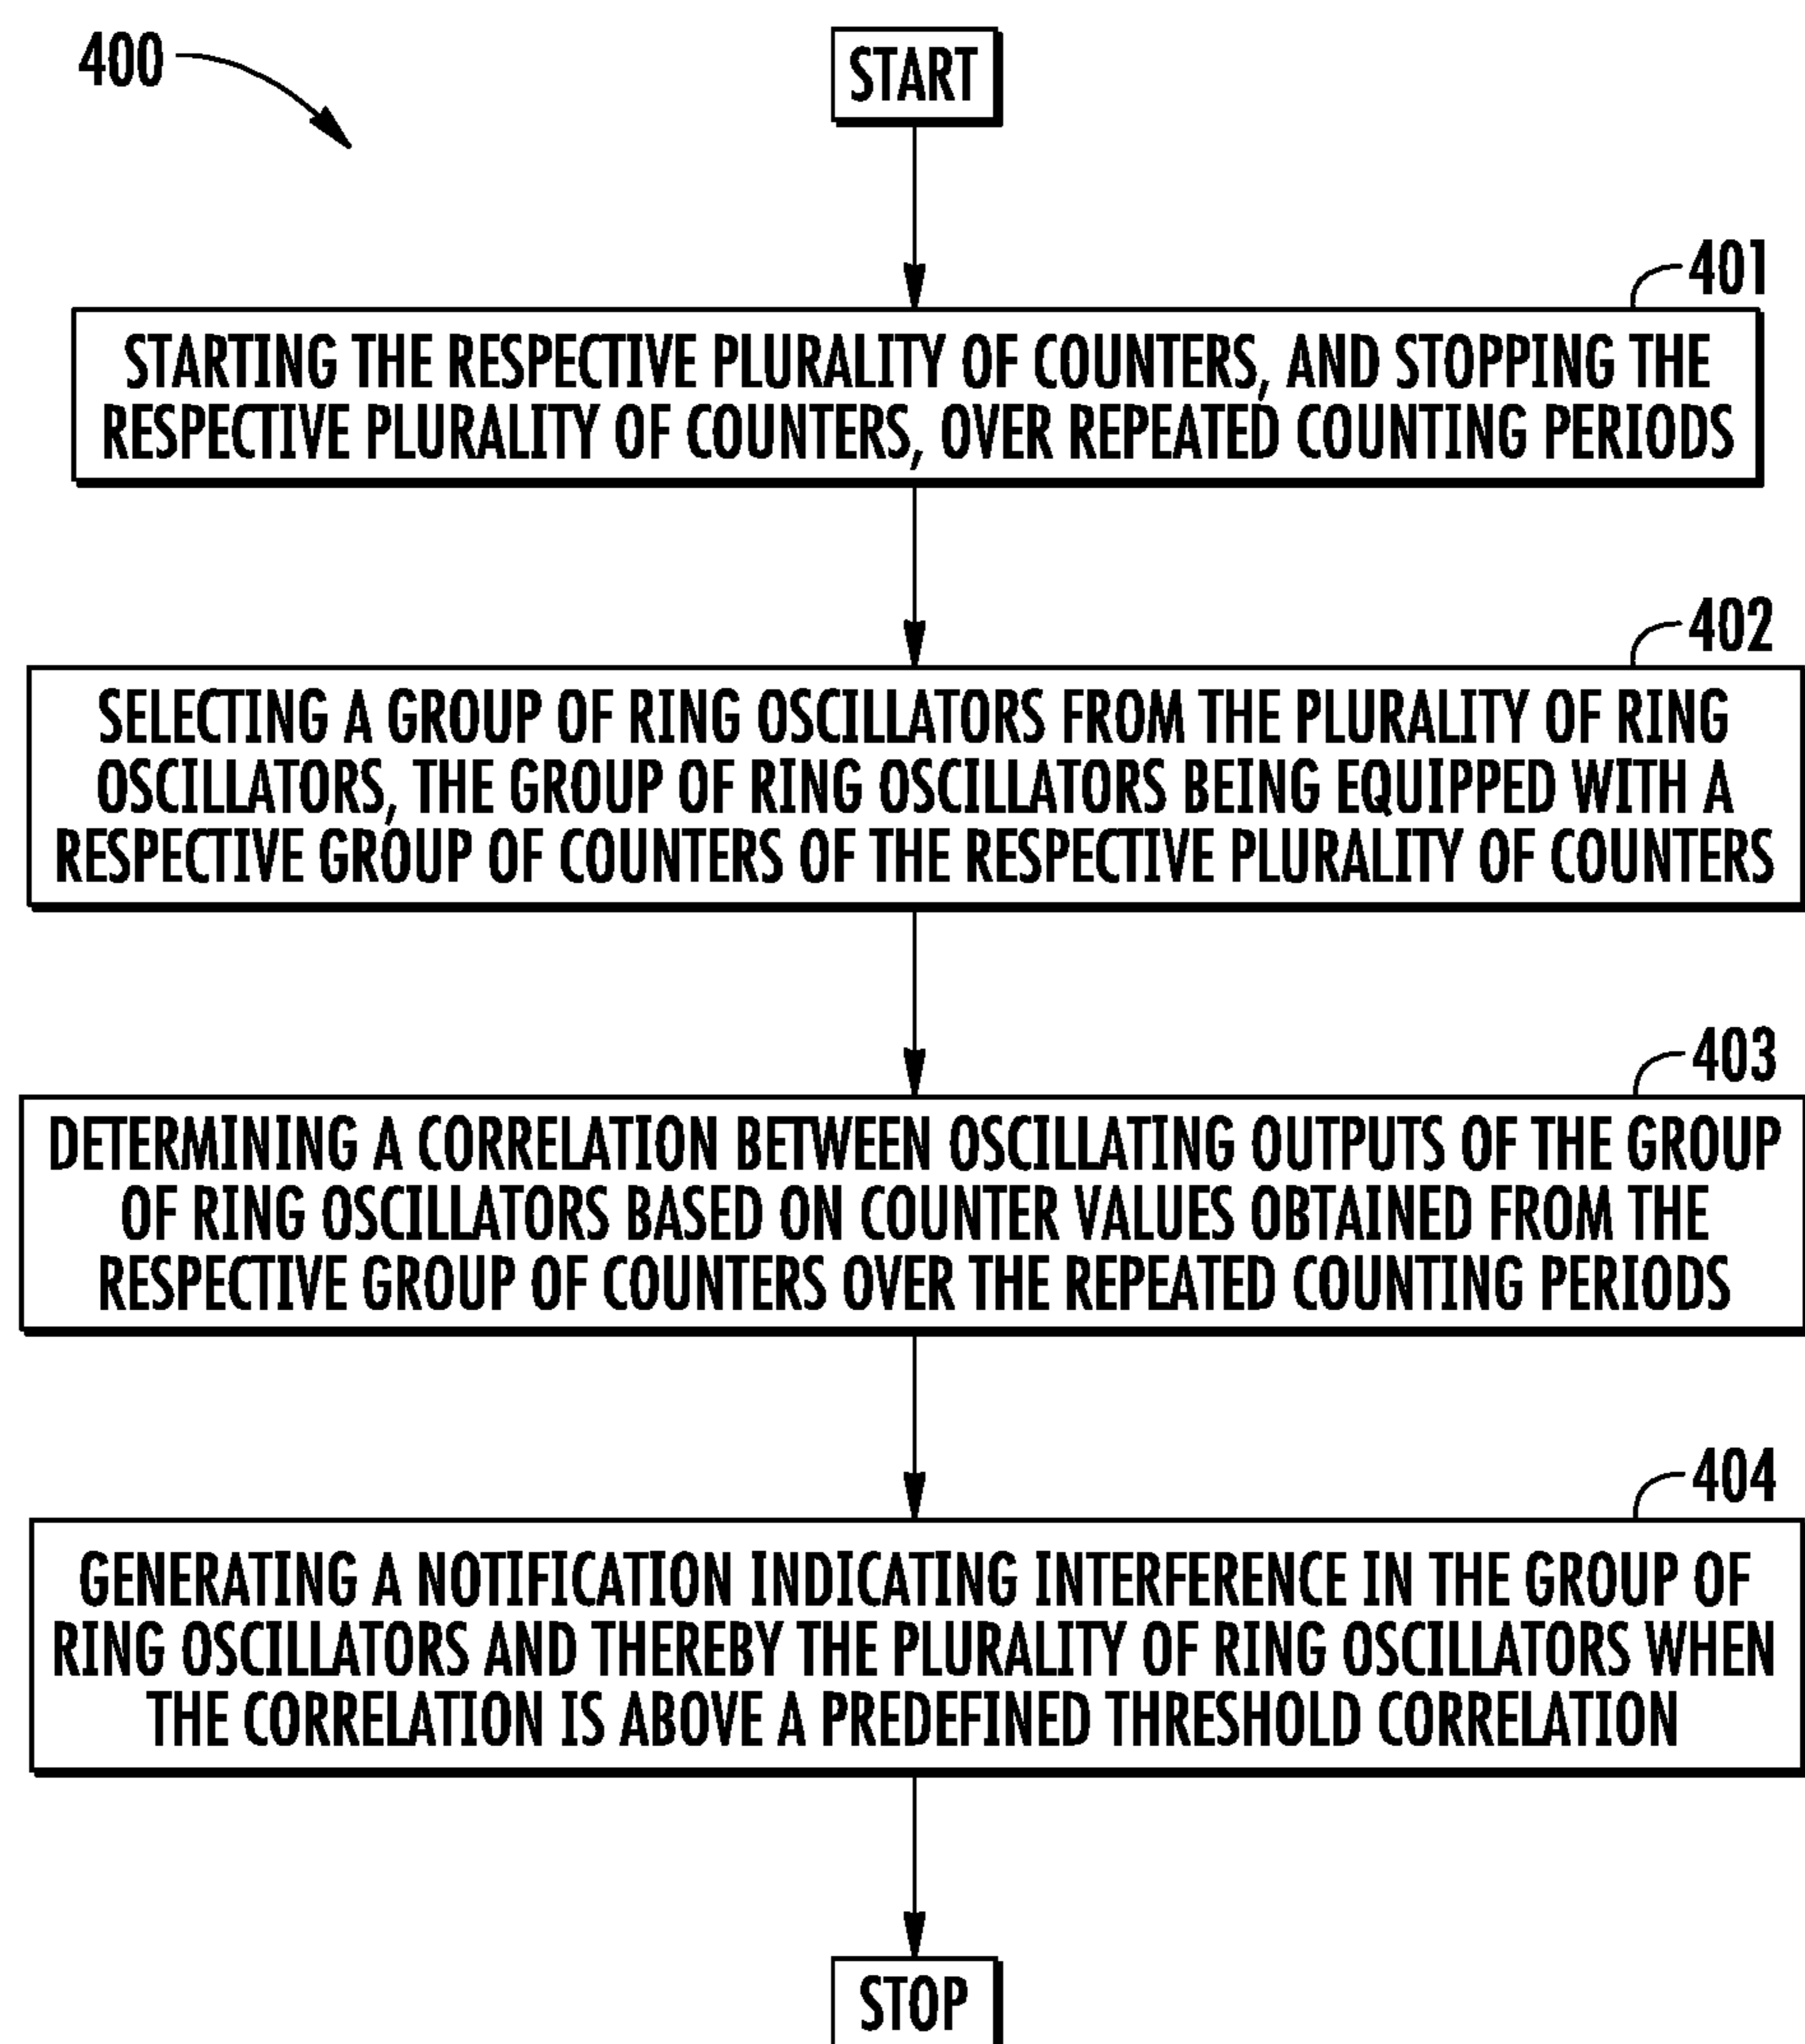 400
START
401
STARTING THE RESPECTIVE PLURALITY OF COUNTERS, AND STOPPING THE
RESPECTIVE PLURALITY OF COUNTERS, OVER REPEATED COUNTING PERIODS
402
SELECTING A GROUP OF RING OSCILLATORS FROM THE PLURALITY OF RING
OSCILLATORS, THE GROUP OF RING OSCILLATORS BEING EQUIPPED WITH A
RESPECTIVE GROUP OF COUNTERS OF THE RESPECTIVE PLURALITY OF COUNTERS
403
DETERMINING A CORRELATION BETWEEN OSCILLATING OUTPUTS OF THE GROUP
OF RING OSCILLATORS BASED ON COUNTER VALUES OBTAINED FROM THE
RESPECTIVE GROUP OF COUNTERS OVER THE REPEATED COUNTING PERIODS
404
GENERATING A NOTIFICATION INDICATING INTERFERENCE IN THE GROUP OF
RING OSCILLATORS AND THEREBY THE PLURALITY OF RING OSCILLATORS WHEN
THE CORRELATION IS ABOVE A PREDEFINED THRESHOLD CORRELATION
STOP